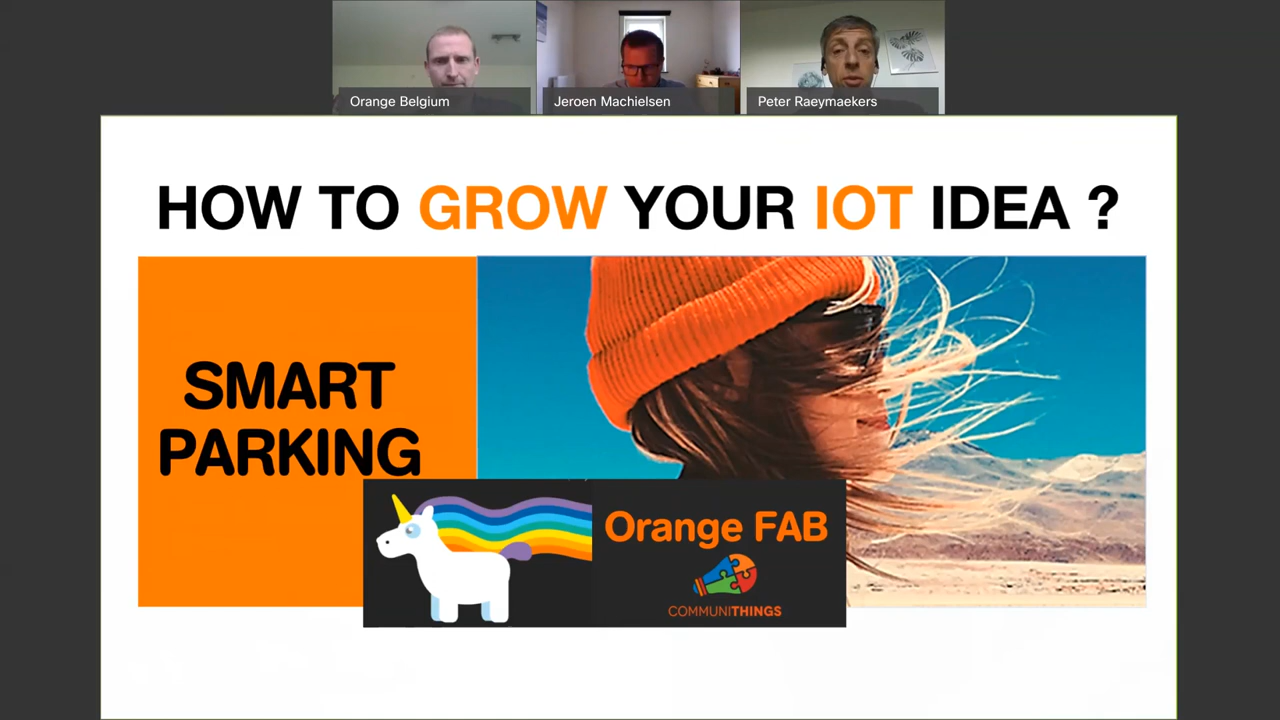 Orange Belgium
Jeroen Machielsen
Peter Raeymaekers
HOW TO GROW YOUR IOT IDEA ?
SMART
PARKING
Orange FAB
COMMUNITHINGS